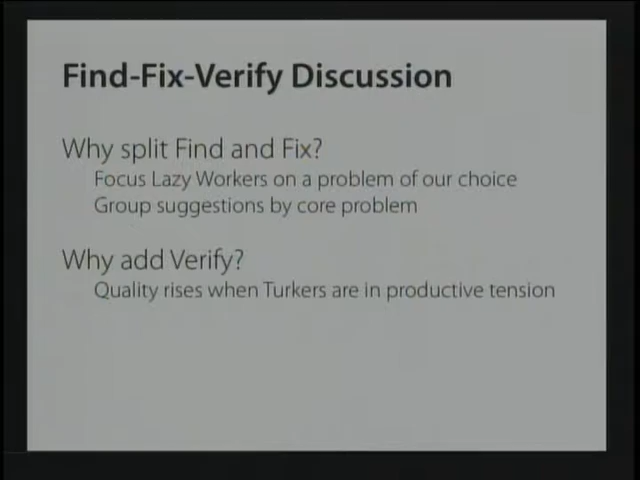 Find-Fix-Verify Discussion
Why split Find and Fix?
Focus Lazy Workers on a problem of our choice
Group suggestions by core problem
Why add Verify?
Quality rises when Turkers are in productive tension